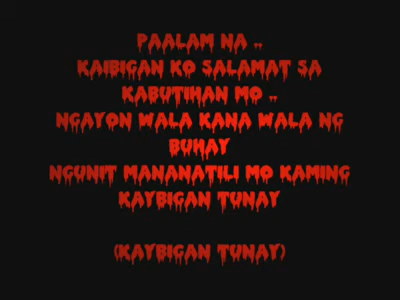 PAALAM NA ..
KAIBIGAN KO SALAMAT SA
KABUTIHAN MO ..
NGAYON WALA KANA WALA NG
BUHAY
NGUNIT MANANATILI MO KAMING
KAYBIGAN TUNAY
(KAYBIGAN TUNAY)